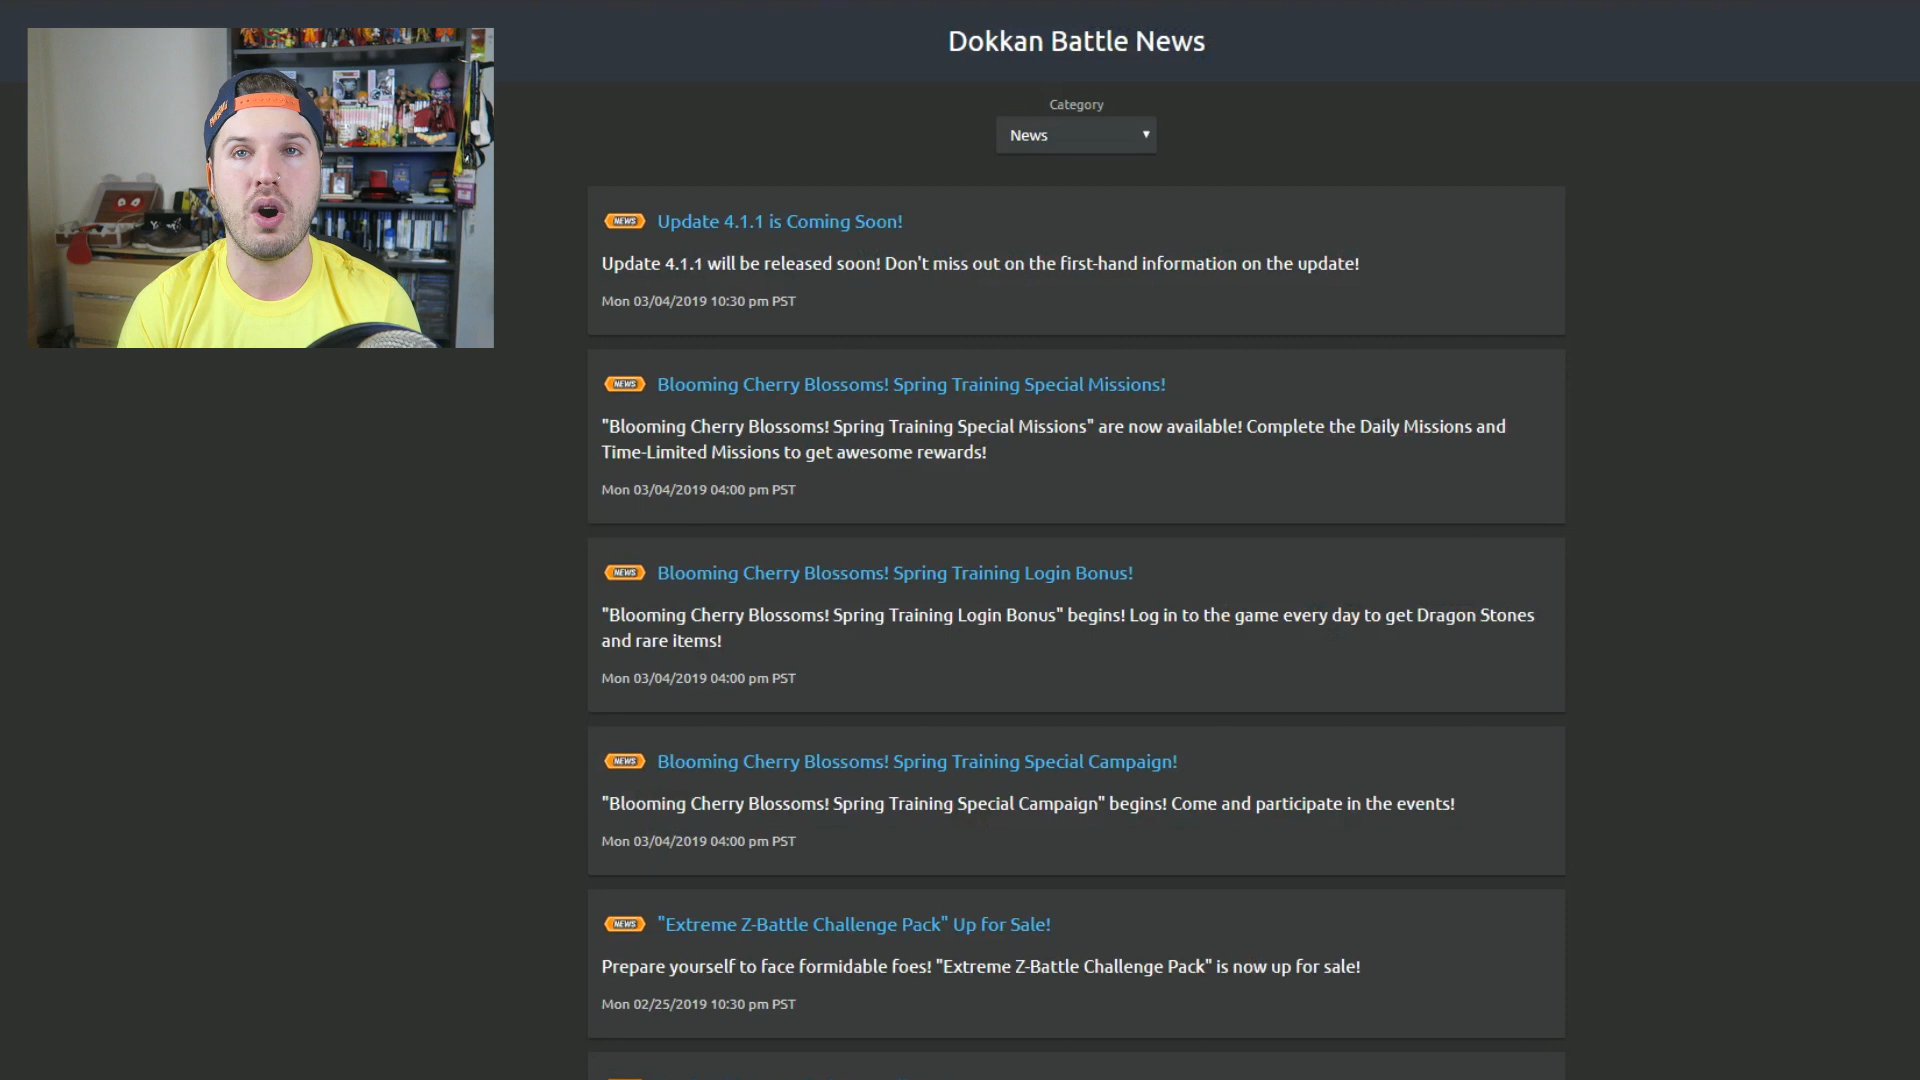 Dokkan Battle News
Category
News
NEWS Update 4.1.1 is Coming Soon!
Update 4.1.1 will be released soon! Don't miss out on the first-hand information on the update!
Mon 03/04/2019 10:30 pm PST
NEWS Blooming Cherry Blossoms! Spring Training Special Missions!
"Blooming Cherry Blossoms! Spring Training Special Missions" are now available! Complete the Daily Missions and
Time-Limited Missions to get awesome rewards!
Mon 03/04/2019 04:00 pm PST
NEWS Blooming Cherry Blossoms! Spring Training Login Bonus!
"Blooming Cherry Blossoms! Spring Training Login Bonus" begins! Log in to the game every day to get Dragon Stones
and rare items!
Mon 03/04/2019 04:00 pm PST
NEWS Blooming Cherry Blossoms! Spring Training Special Campaign!
"Blooming Cherry Blossoms! Spring Training Special Campaign" begins! Come and participate in the events!
Mon 03/04/2019 04:00 pm PST
NEWS "Extreme Z-Battle Challenge Pack" Up for Sale!
Prepare yourself to face formidable foes! "Extreme Z-Battle Challenge Pack" is now up for sale!
Mon 02/25/2019 10:30 pm PST